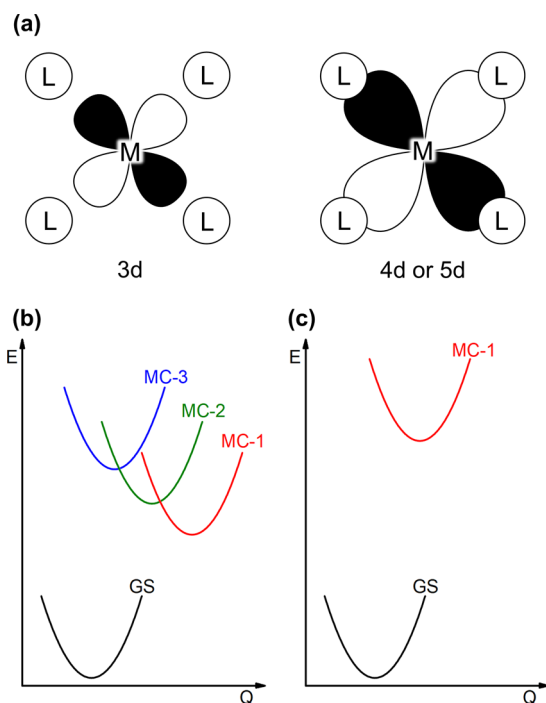 (a)
L L L L
M M
L L L L
3d 4d or 5d
(b) (c)
E E
MC-3 MC-1
MC-2
MC-1
GS GS
Q Q